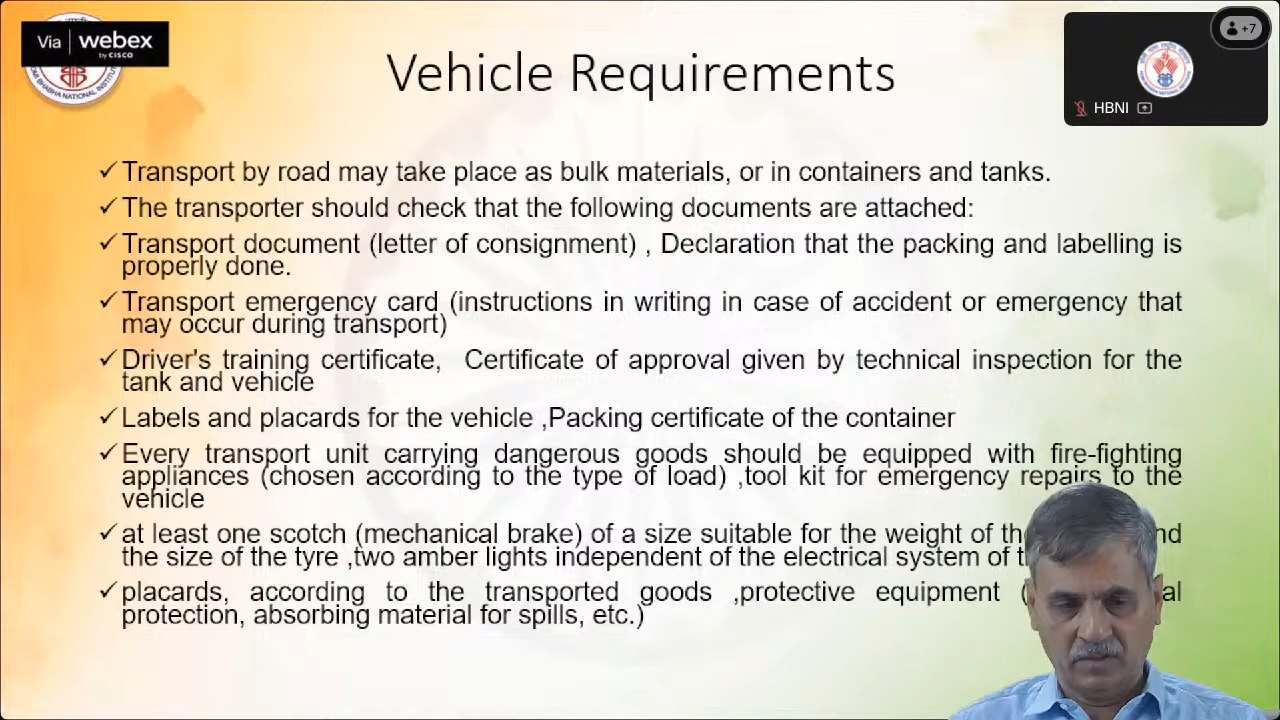 Via webex
by CISCO
BHABHA NATIONAL
Vehicle Requirements
+7
HBNI
✓Transport by road may take place as bulk materials, or in containers and tanks.
✓The transporter should check that the following documents are attached:
✓Transport document (letter of consignment) , Declaration that the packing and labelling is
properly done.
✓Transport emergency card (instructions in writing in case of accident or emergency that
may occur during transport)
✓Driver's training certificate, Certificate of approval given by technical inspection for the
tank and vehicle
✓Labels and placards for the vehicle ,Packing certificate of the container
✓Every transport unit carrying dangerous goods should be equipped with fire-fighting
appliances (chosen according to the type of load) ,tool kit for emergency repairs to the
vehicle
✓at least one scotch (mechanical brake) of a size suitable for the weight of
the size of the tyre ,two amber lights independent of the electrical system of
✓placards, according to the transported goods ,protective equipment (
protection, absorbing material for spills, etc.)